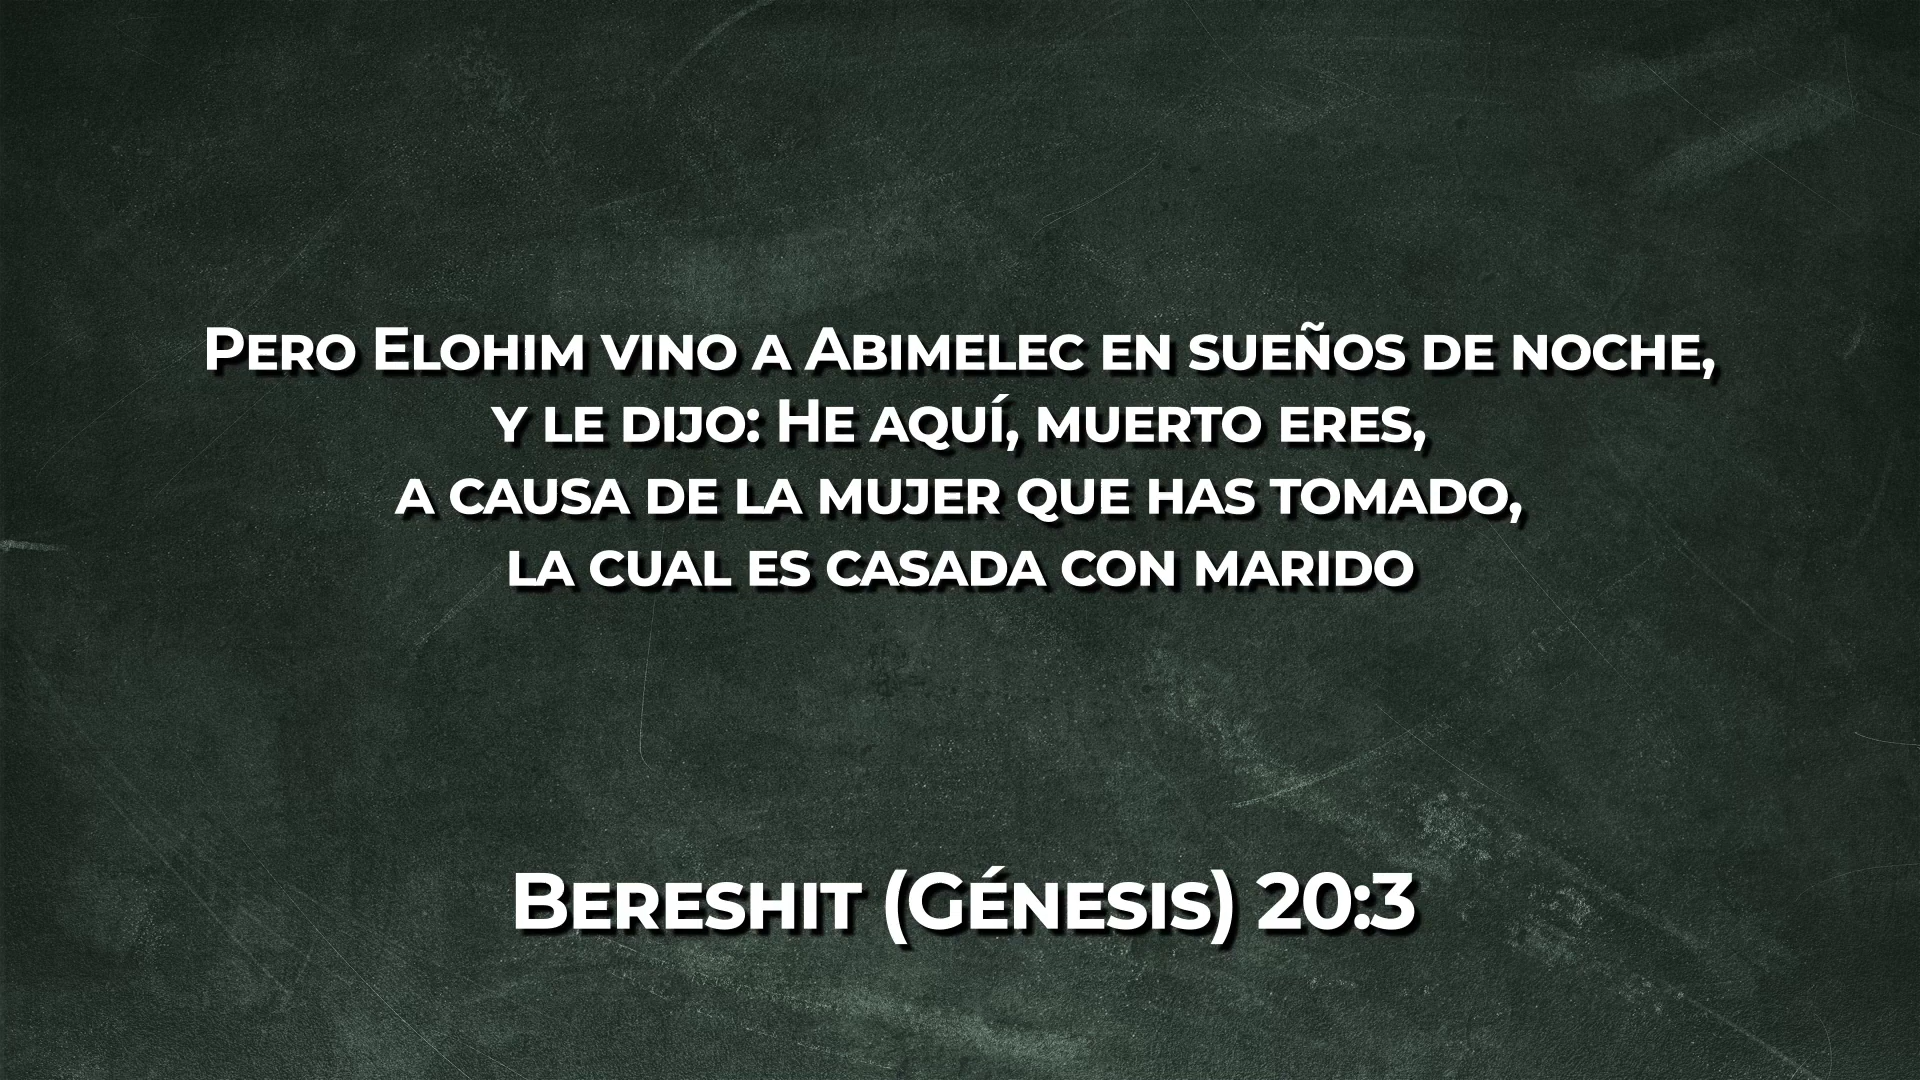 Pero Elohim vino a Abimelec en sueños de noche,
y le dijo: He aquí, muerto eres,
a causa de la mujer que has tomado,
la cual es casada con marido
Bereshit (Génesis) 20:3